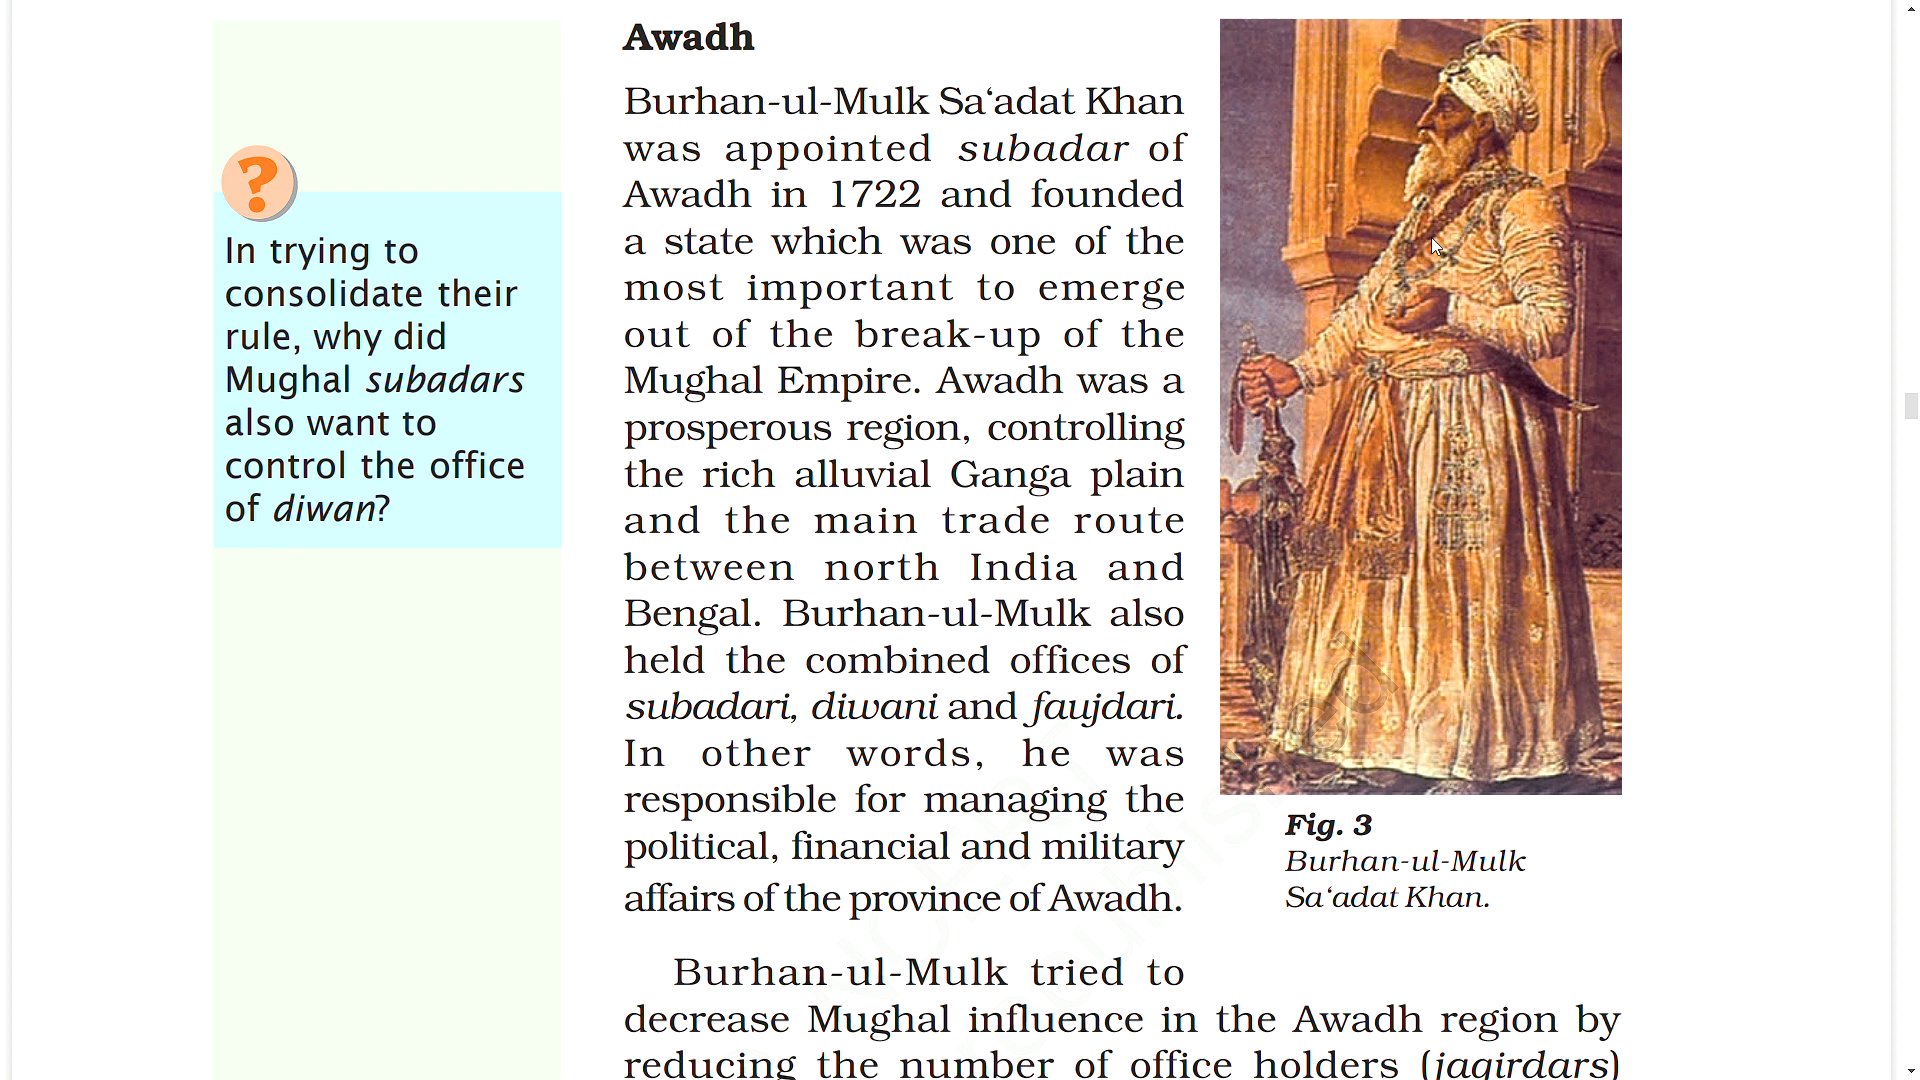 ?
In trying to
consolidate their
rule, why did
Mughal subadars
also want to
control the office
of diwan?
Awadh
Burhan-ul-Mulk Sa‘adat Khan
was appointed subadar of
Awadh in 1722 and founded
a state which was one of the
most important to emerge
out of the break-up of the
Mughal Empire. Awadh was a
prosperous region, controlling
the rich alluvial Ganga plain
and the main trade route
between north India and
Bengal. Burhan-ul-Mulk also
held the combined offices of
subadari, diwani and faujdari.
In other words, he was
responsible for managing the
political, financial and military
affairs of the province of Awadh.
Fig. 3
Burhan-ul-Mulk
Sa‘adat Khan.
Burhan-ul-Mulk tried to
decrease Mughal influence in the Awadh region by
reducing the number of office holders (jagirdars)